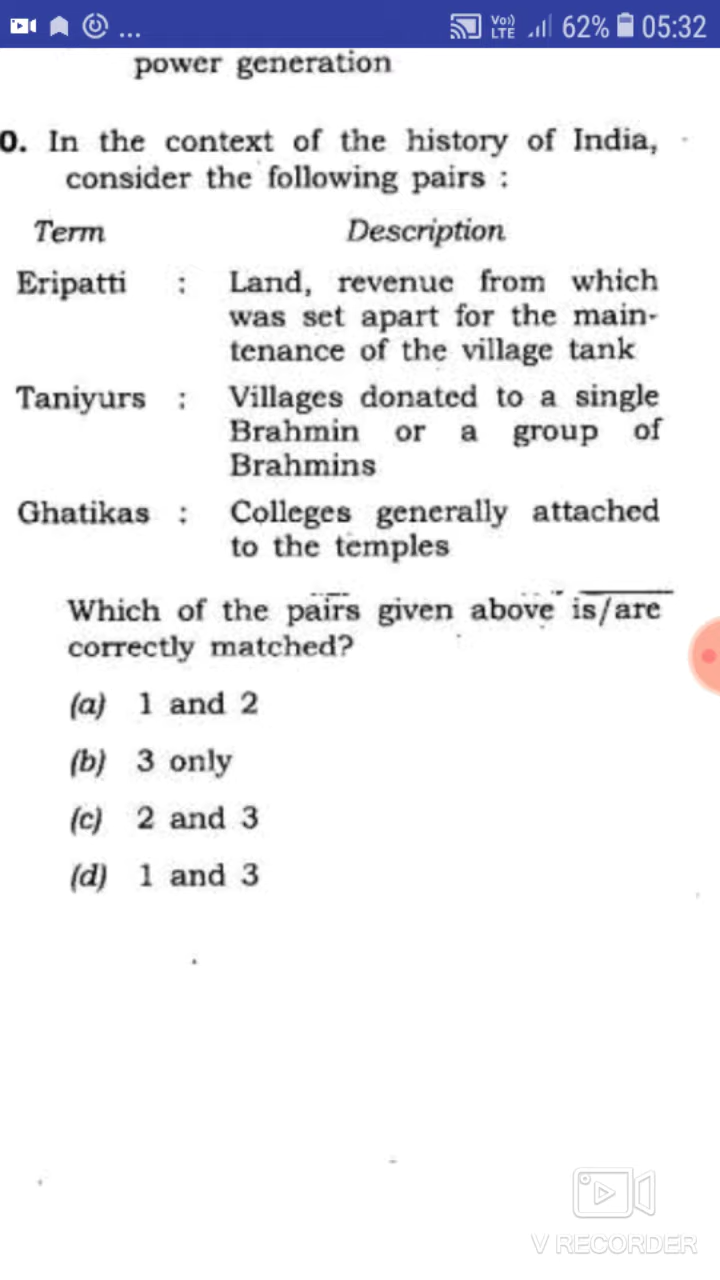 ... Vo)) LTE 62% 05:32
power generation
0. In the context of the history of India,
consider the following pairs :
Term Description
Eripatti : Land, revenue from which
was set apart for the main-
tenance of the village tank
Taniyurs : Villages donated to a single
Brahmin or a group of
Brahmins
Ghatikas : Colleges generally attached
to the temples
Which of the pairs given above is/are
correctly matched?
(a) 1 and 2
(b) 3 only
(c) 2 and 3
(d) 1 and 3
V RECORDER